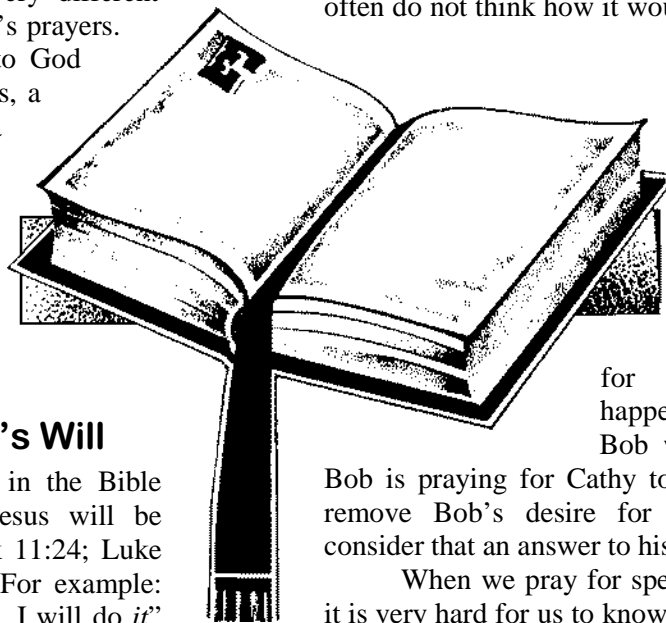 's prayers.
to God
s, a
's Will
in the Bible
esus will be
k 11:24; Luke
For example:
I will do it”
often do not think how it wou
for
happe
Bob
Bob is praying for Cathy to
remove Bob's desire for
consider that an answer to his
When we pray for spe
it is very hard for us to know